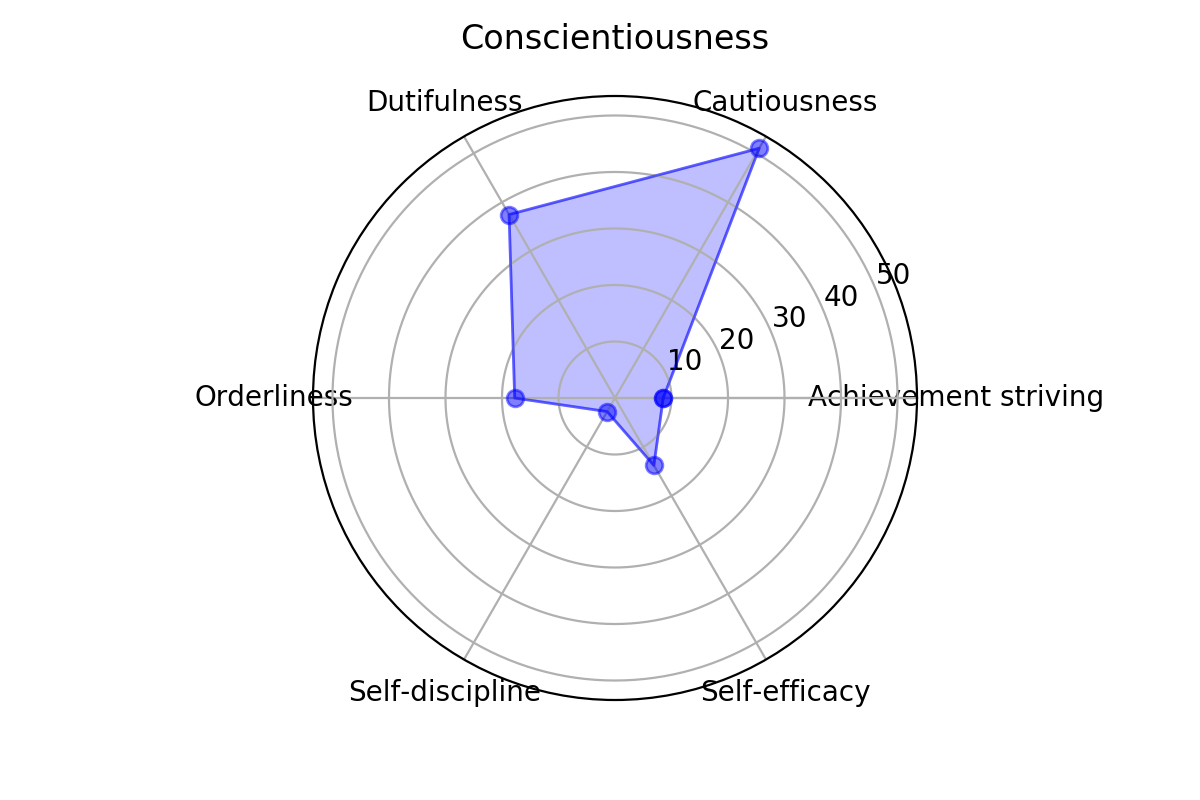 Conscientiousness
Dutifulness
Cautiousness
50
40
30
20
10
Orderliness
Achievement striving
Self-discipline
Self-efficacy